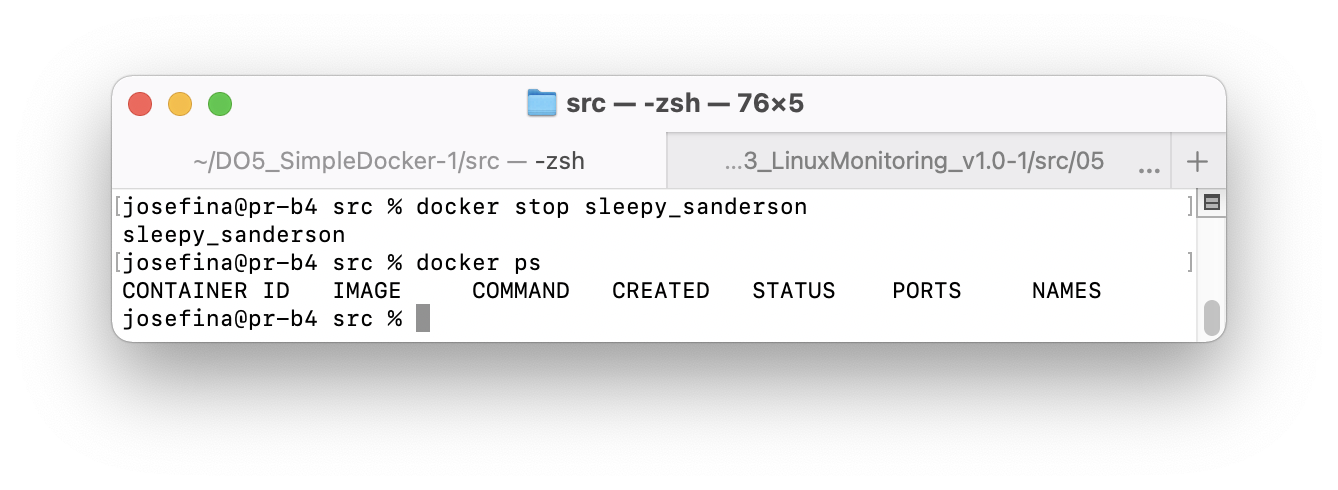 src — -zsh — 76×5
~/DO5_SimpleDocker-1/src — -zsh
...3_LinuxMonitoring_v1.0-1/src/05 ... +
[josefina@pr-b4 src % docker stop sleepy_sanderson ]
sleepy_sanderson
[josefina@pr-b4 src % docker ps ]
CONTAINER ID   IMAGE     COMMAND   CREATED   STATUS    PORTS     NAMES
josefina@pr-b4 src %